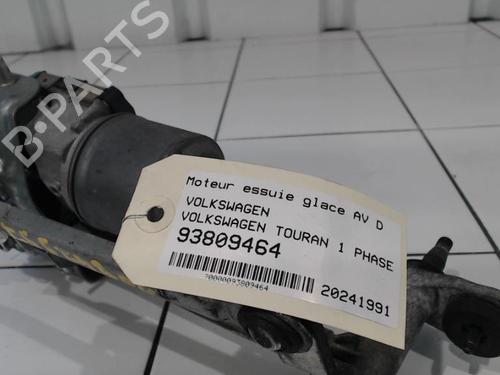 B-PARTS
Moteur essuie glace AV D
VOLKSWAGEN
VOLKSWAGEN TOURAN 1 PHASE
93809464
20241991